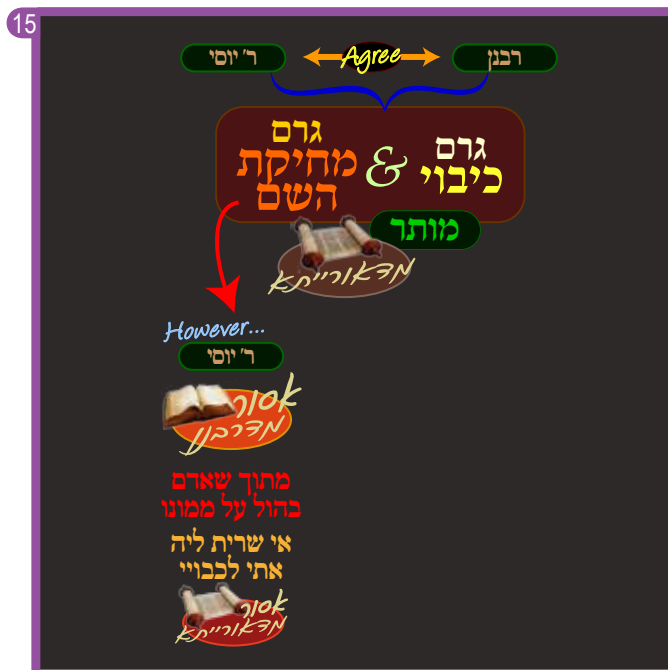 15
רבנן Agree ר׳ יוסי
גרם כיבוי & גרם מחיקת השם
מותר
מדאורייתא
However...
ר׳ יוסי
אסור
מדרבנן
מתוך שאדם
בהול על ממונו
אי שרית ליה
אתי לכבויי
אסור
מדאורייתא